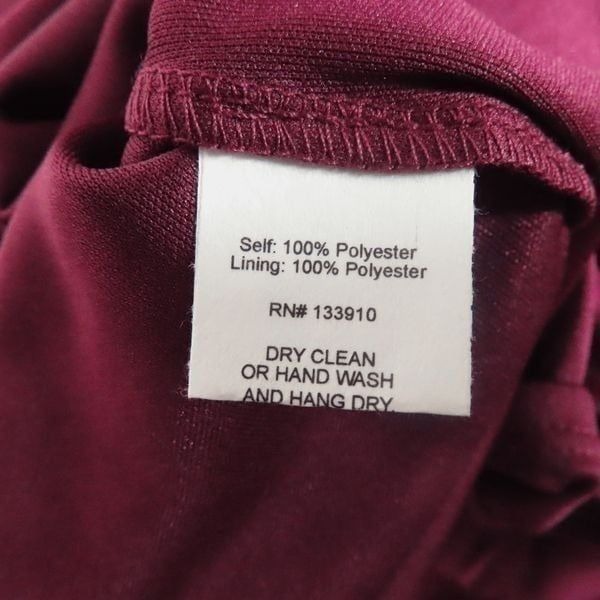 Self: 100% Polyester
Lining: 100% Polyester
RN# 133910
DRY CLEAN
OR HAND WASH
AND HANG DRY.